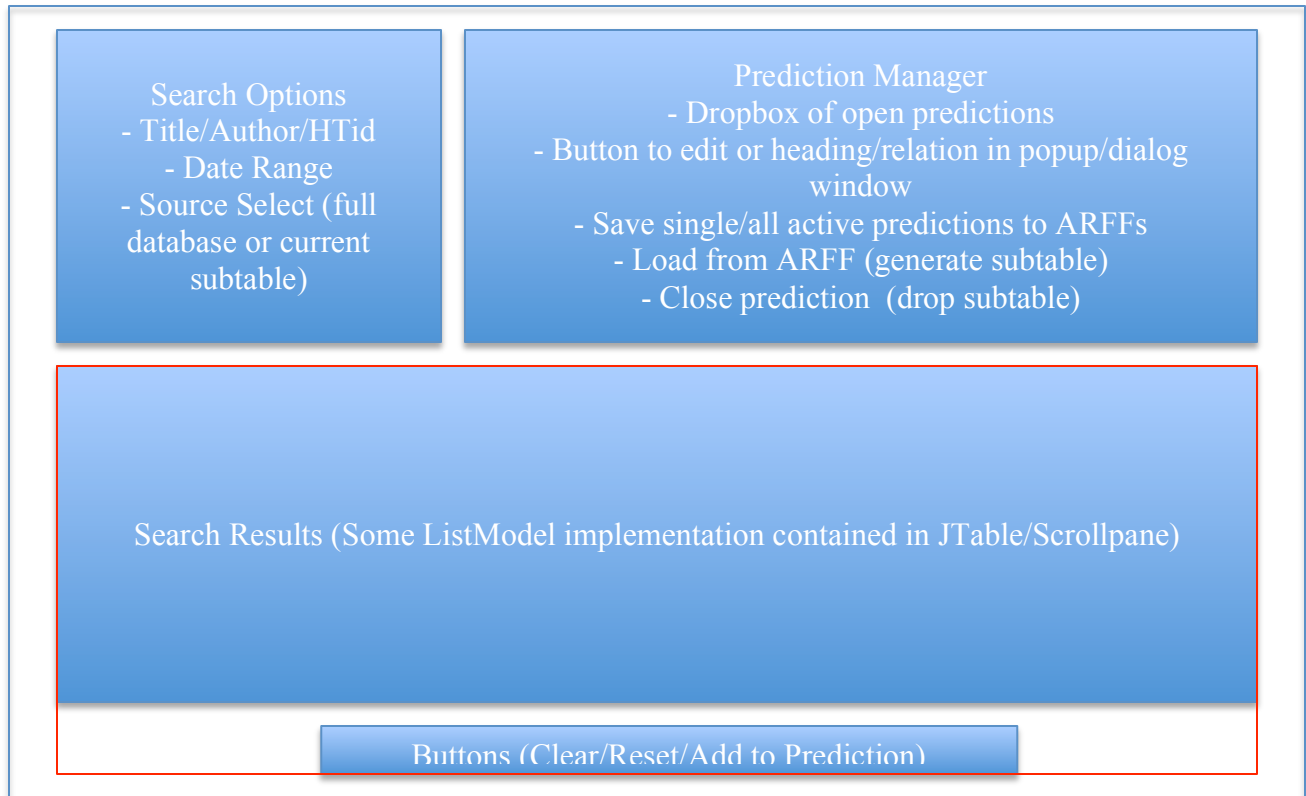 Search Options
- Title/Author/HTid
- Date Range
- Source Select (full
database or current
subtable)
Prediction Manager
- Dropbox of open predictions
- Button to edit or heading/relation in popup/dialog
window
- Save single/all active predictions to ARFFs
- Load from ARFF (generate subtable)
- Close prediction  (drop subtable)
Search Results (Some ListModel implementation contained in JTable/Scrollpane)
Buttons (Clear/Reset/Add to Prediction)